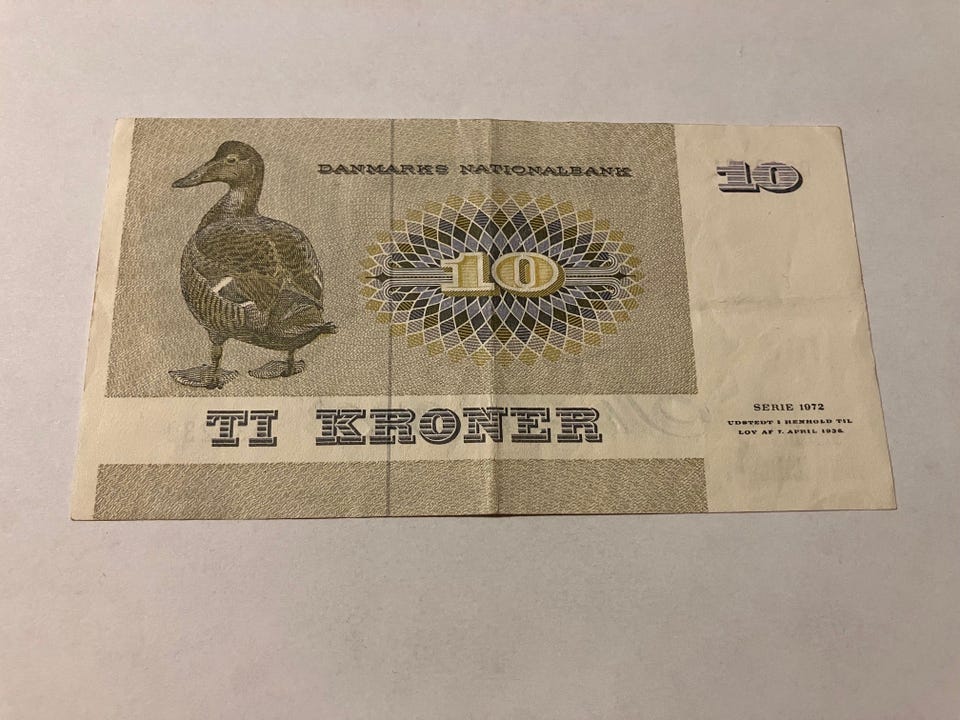 DANMARKS NATIONALBANK
10
10
TI KRONER
SERIE 1972
UDSTEDT I HENHOLD TIL
LOV AF 7. APRIL 1936.